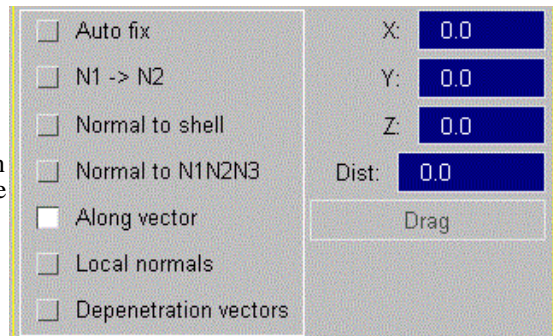 Auto fix
N1 -> N2
Normal to shell
Normal to N1N2N3
Along vector
Local normals
Depenetration vectors
X: 0.0
Y: 0.0
Z: 0.0
Dist: 0.0
Drag